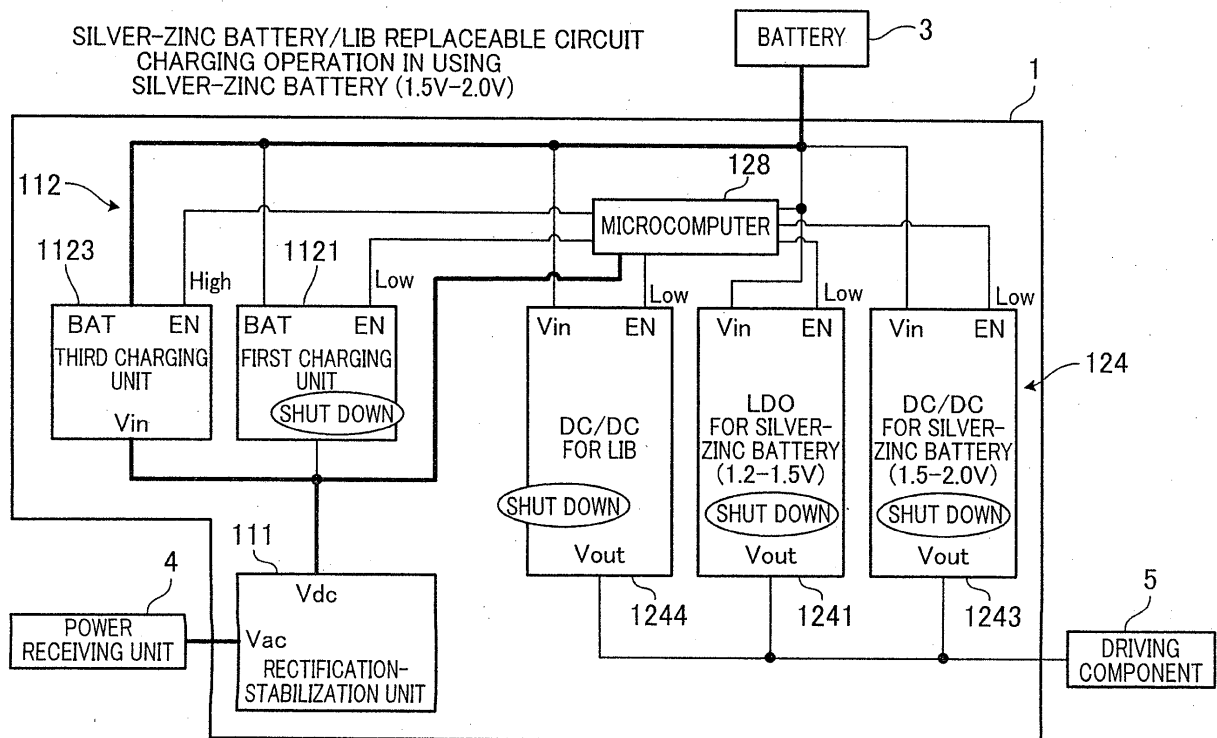 SILVER-ZINC BATTERY/LIB REPLACEABLE CIRCUIT
CHARGING OPERATION IN USING
SILVER-ZINC BATTERY (1.5V-2.0V)
BATTERY
3
1
112
128
MICROCOMPUTER
1123
1121
High
Low
Low
Low
Low
BAT EN
THIRD CHARGING
UNIT
Vin
BAT EN
FIRST CHARGING
UNIT
SHUT DOWN
Vin EN
DC/DC
FOR LIB
SHUT DOWN
Vout
Vin EN
LDO
FOR SILVER-
ZINC BATTERY
(1.2-1.5V)
SHUT DOWN
Vout
Vin EN
DC/DC
FOR SILVER-
ZINC BATTERY
(1.5-2.0V)
SHUT DOWN
Vout
124
111
4
Vdc
Vac
RECTIFICATION-
STABILIZATION UNIT
POWER
RECEIVING UNIT
1244
1241
1243
5
DRIVING
COMPONENT